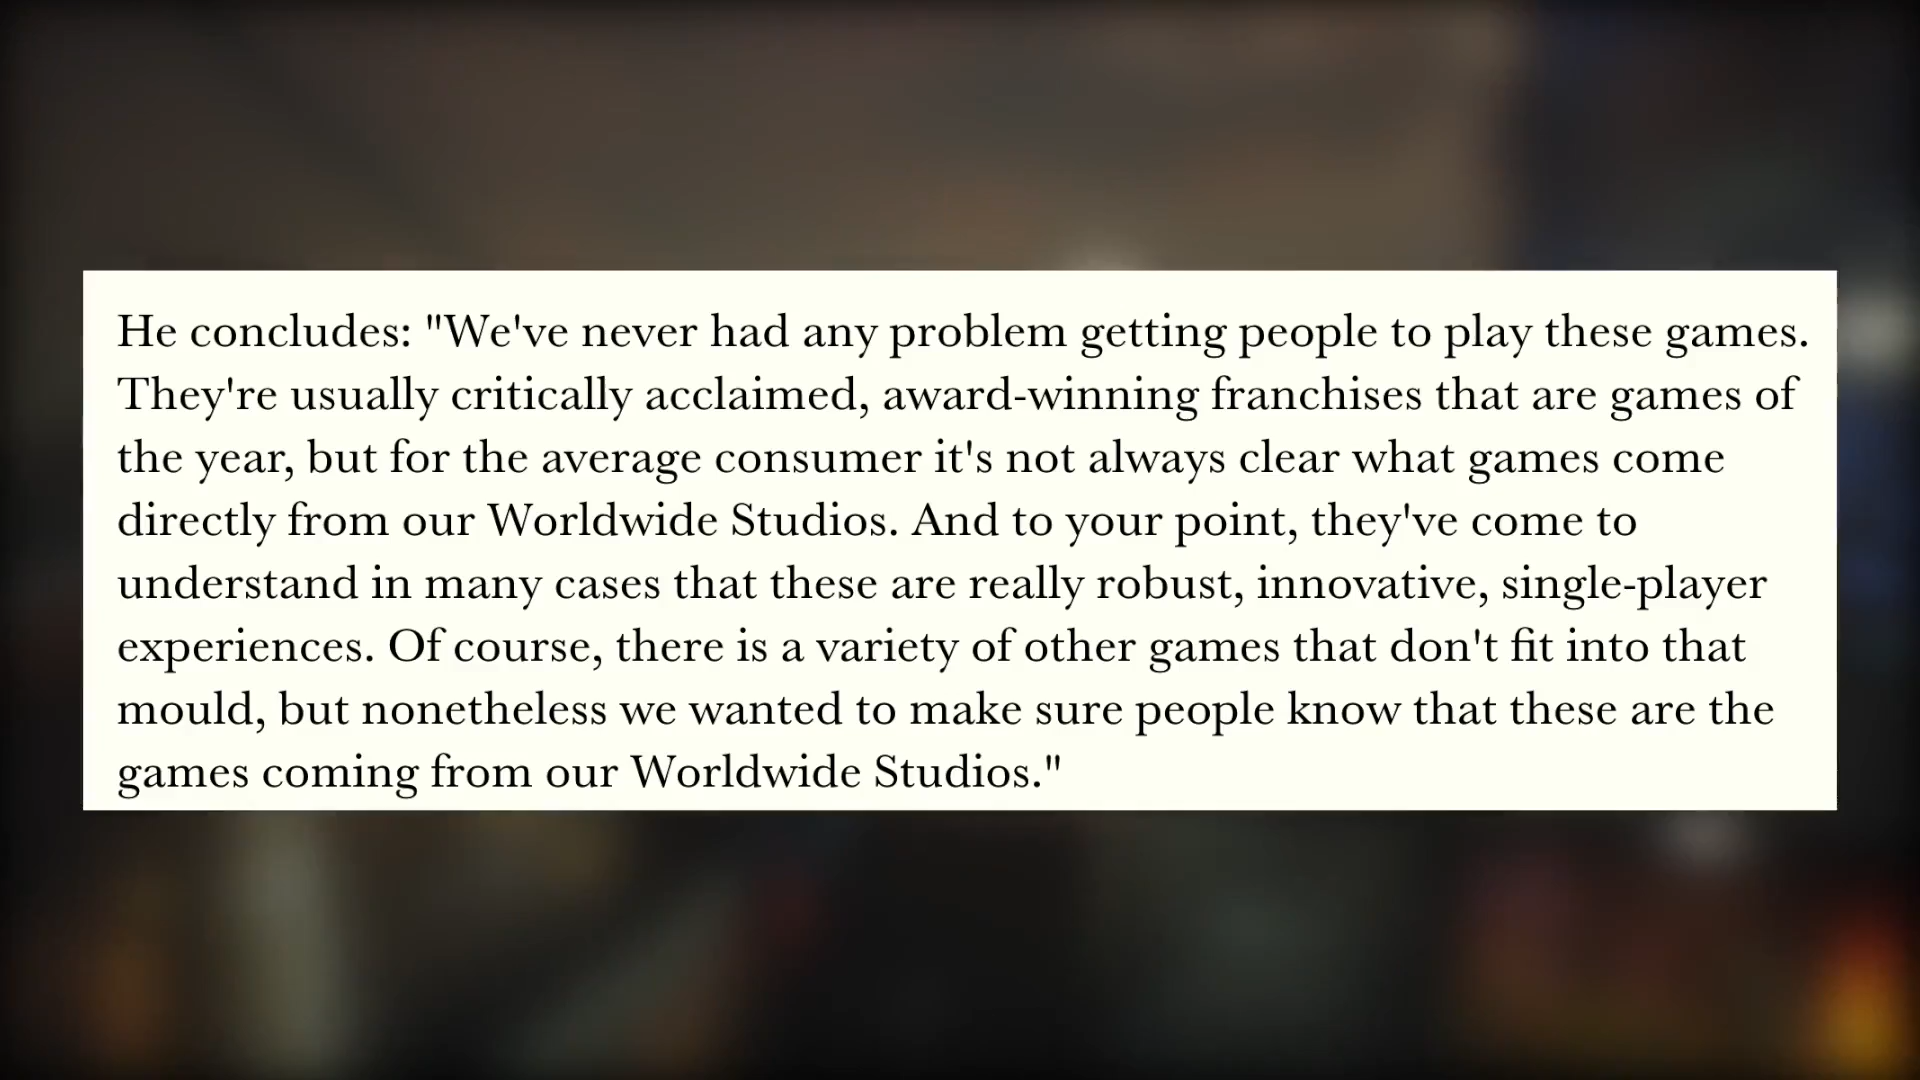 He concludes: "We've never had any problem getting people to play these games.
They're usually critically acclaimed, award-winning franchises that are games of
the year, but for the average consumer it's not always clear what games come
directly from our Worldwide Studios. And to your point, they've come to
understand in many cases that these are really robust, innovative, single-player
experiences. Of course, there is a variety of other games that don't fit into that
mould, but nonetheless we wanted to make sure people know that these are the
games coming from our Worldwide Studios."